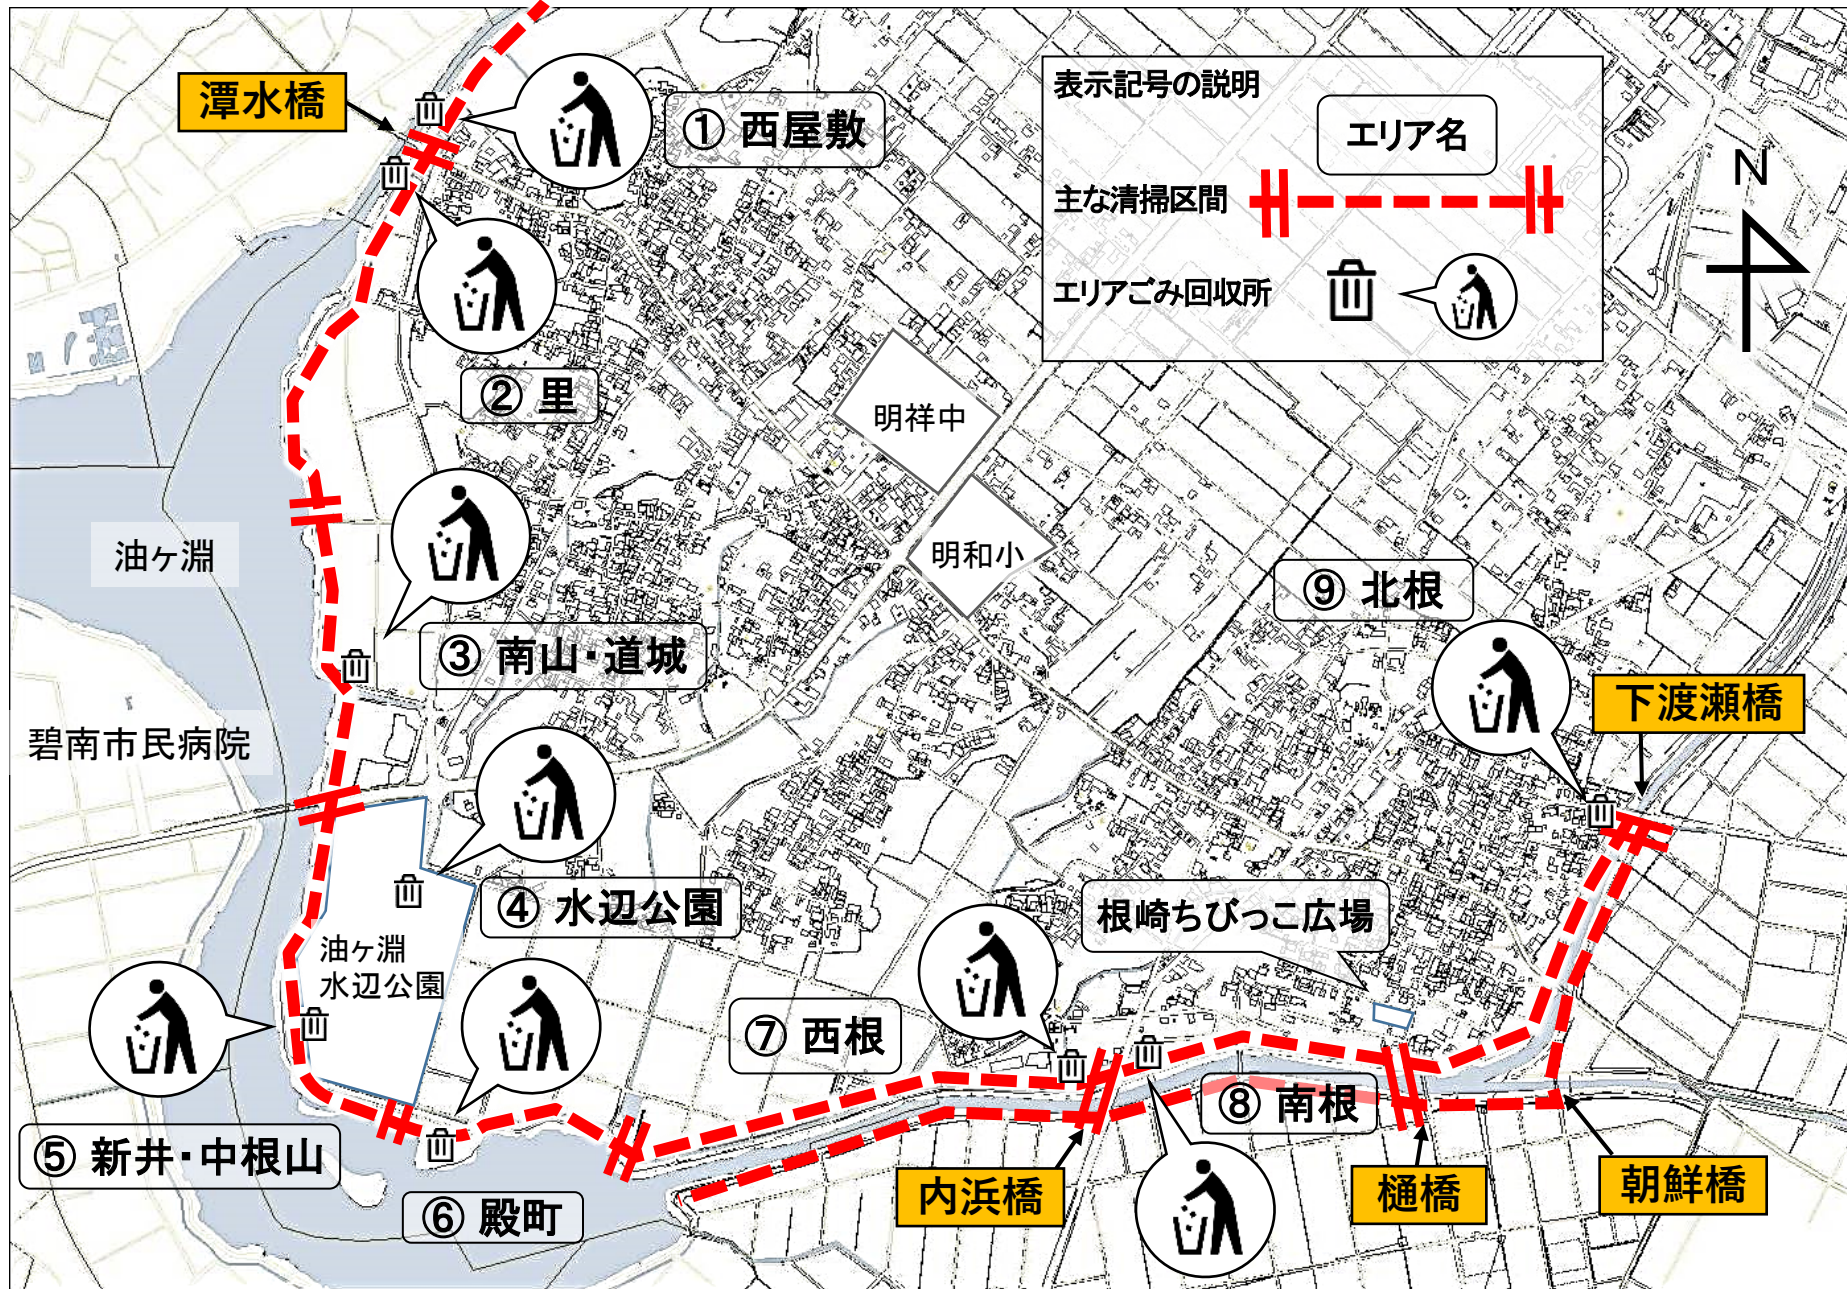 潭水橋
① 西屋敷
表示記号の説明
エリア名
主な清掃区間
エリアごみ回収所
N
② 里
明祥中
明和小
油ヶ淵
③ 南山・道城
碧南市民病院
④ 水辺公園
油ヶ淵
水辺公園
⑤ 新井・中根山
⑥ 殿町
⑦ 西根
内浜橋
⑧ 南根
根崎ちびっこ広場
樋橋
朝鮮橋
⑨ 北根
下渡瀬橋